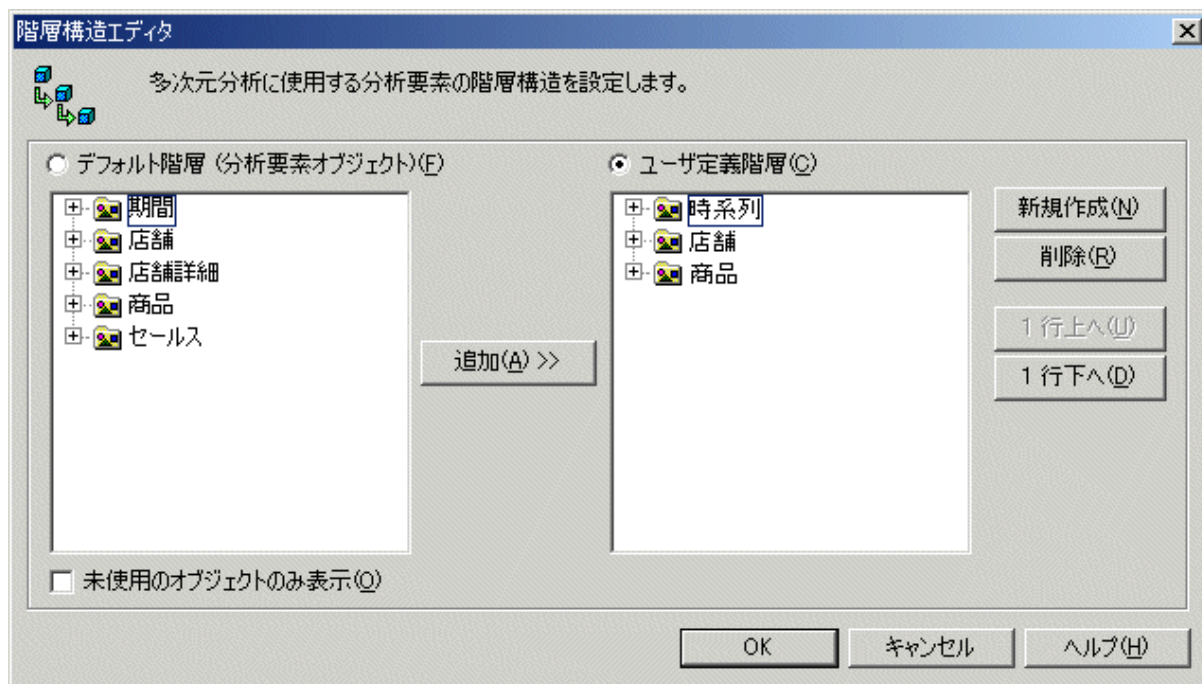 階層構造エディタ
多次元分析に使用する分析要素の階層構造を設定します。
デフォルト階層 (分析要素オブジェクト)(F)
期間
店舗
店舗詳細
商品
セールス
追加(A) >>
ユーザ定義階層(C)
時系列
店舗
商品
新規作成(N)
削除(R)
1 行上へ(U)
1 行下へ(D)
未使用のオブジェクトのみ表示(O)
OK
キャンセル
ヘルプ(H)